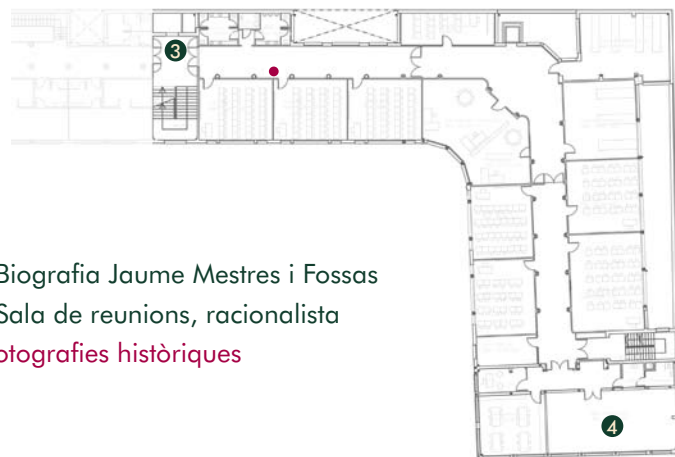 3
Biografia Jaume Mestres i Fossas
Sala de reunions, racionalista
otografies històriques
4